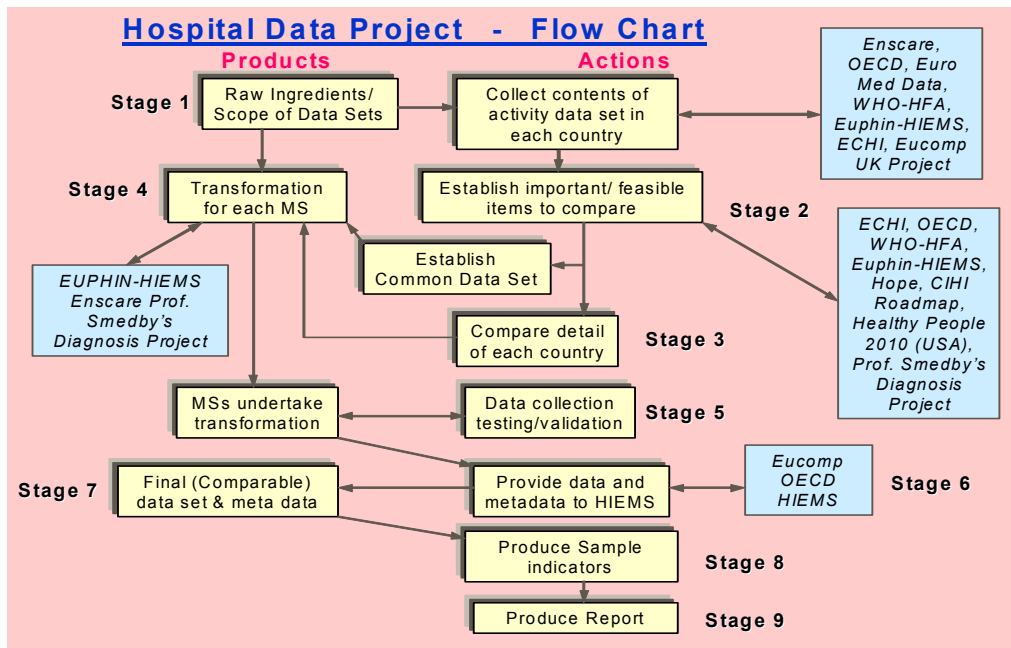 Hospital Data Project - Flow Chart
Products
Actions
Stage 1
Raw Ingredients/
Scope of Data Sets
Collect contents of
activity data set in
each country
Enscare,
OECD, Euro
Med Data,
WHO-HFA,
Euphin-HIEMS,
ECHI, Eucomp
UK Project
Stage 4
Transformation
for each MS
Establish important/ feasible
items to compare
Stage 2
ECHI, OECD,
WHO-HFA,
Euphin-HIEMS,
Hope, CIHI
Roadmap,
Healthy People
2010 (USA),
Prof. Smedby's
Diagnosis
Project
Establish
Common Data Set
EUPHIN-HIEMS
Enscare Prof.
Smedby's
Diagnosis Project
Compare detail
of each country
Stage 3
MSs undertake
transformation
Data collection
testing/validation
Stage 5
Stage 7
Final (Comparable)
data set & meta data
Provide data and
metadata to HIEMS
Eucomp
OECD
HIEMS
Stage 6
Produce Sample
indicators
Stage 8
Produce Report
Stage 9